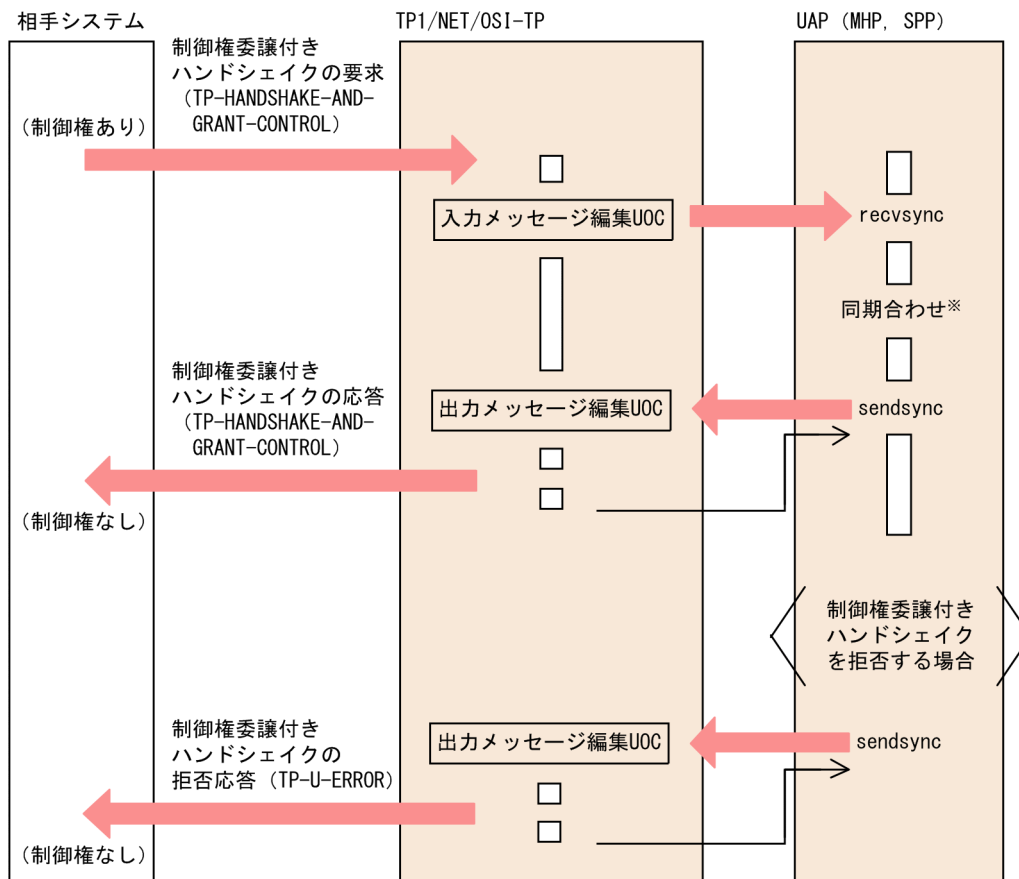 相手システム
TP1/NET/OSI-TP
UAP (MHP, SPP)
制御権委譲付き
ハンドシェイクの要求
(TP-HANDSHAKE-AND-
GRANT-CONTROL)
(制御権あり)
入力メッセージ編集UOC
recvsync
同期合わせ※
制御権委譲付き
ハンドシェイクの応答
(TP-HANDSHAKE-AND-
GRANT-CONTROL)
出力メッセージ編集UOC
sendsync
(制御権なし)
制御権委譲付き
ハンドシェイク
を拒否する場合
制御権委譲付き
ハンドシェイクの
拒否応答 (TP-U-ERROR)
出力メッセージ編集UOC
sendsync
(制御権なし)